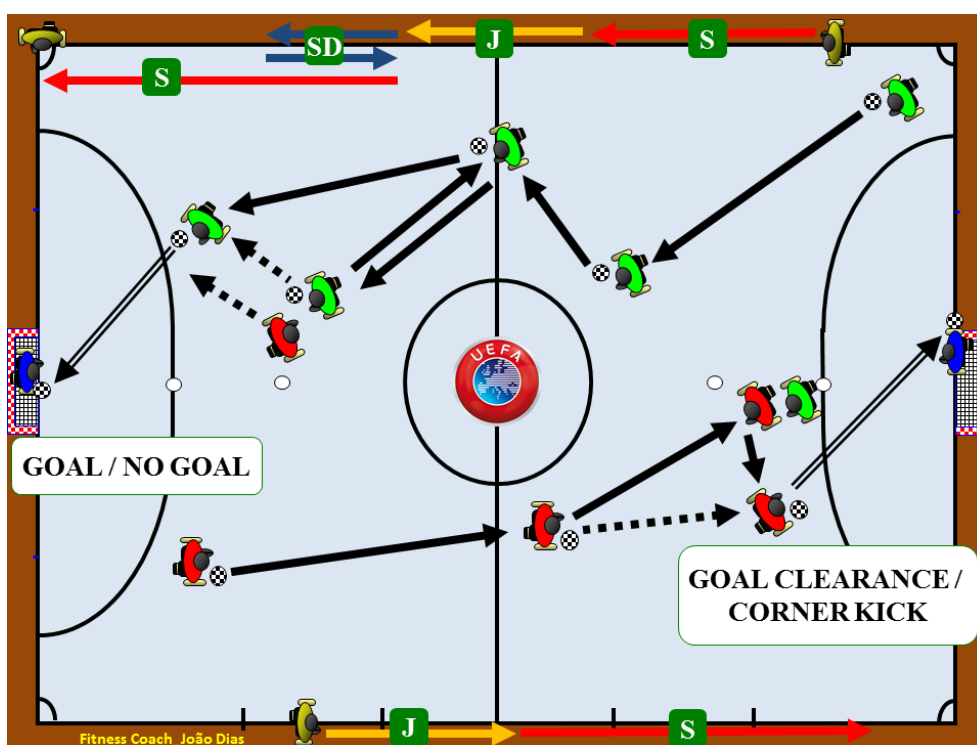 SD
J
S
S
UEFA
GOAL / NO GOAL
GOAL CLEARANCE /
CORNER KICK
J
S
Fitness Coach João Dias